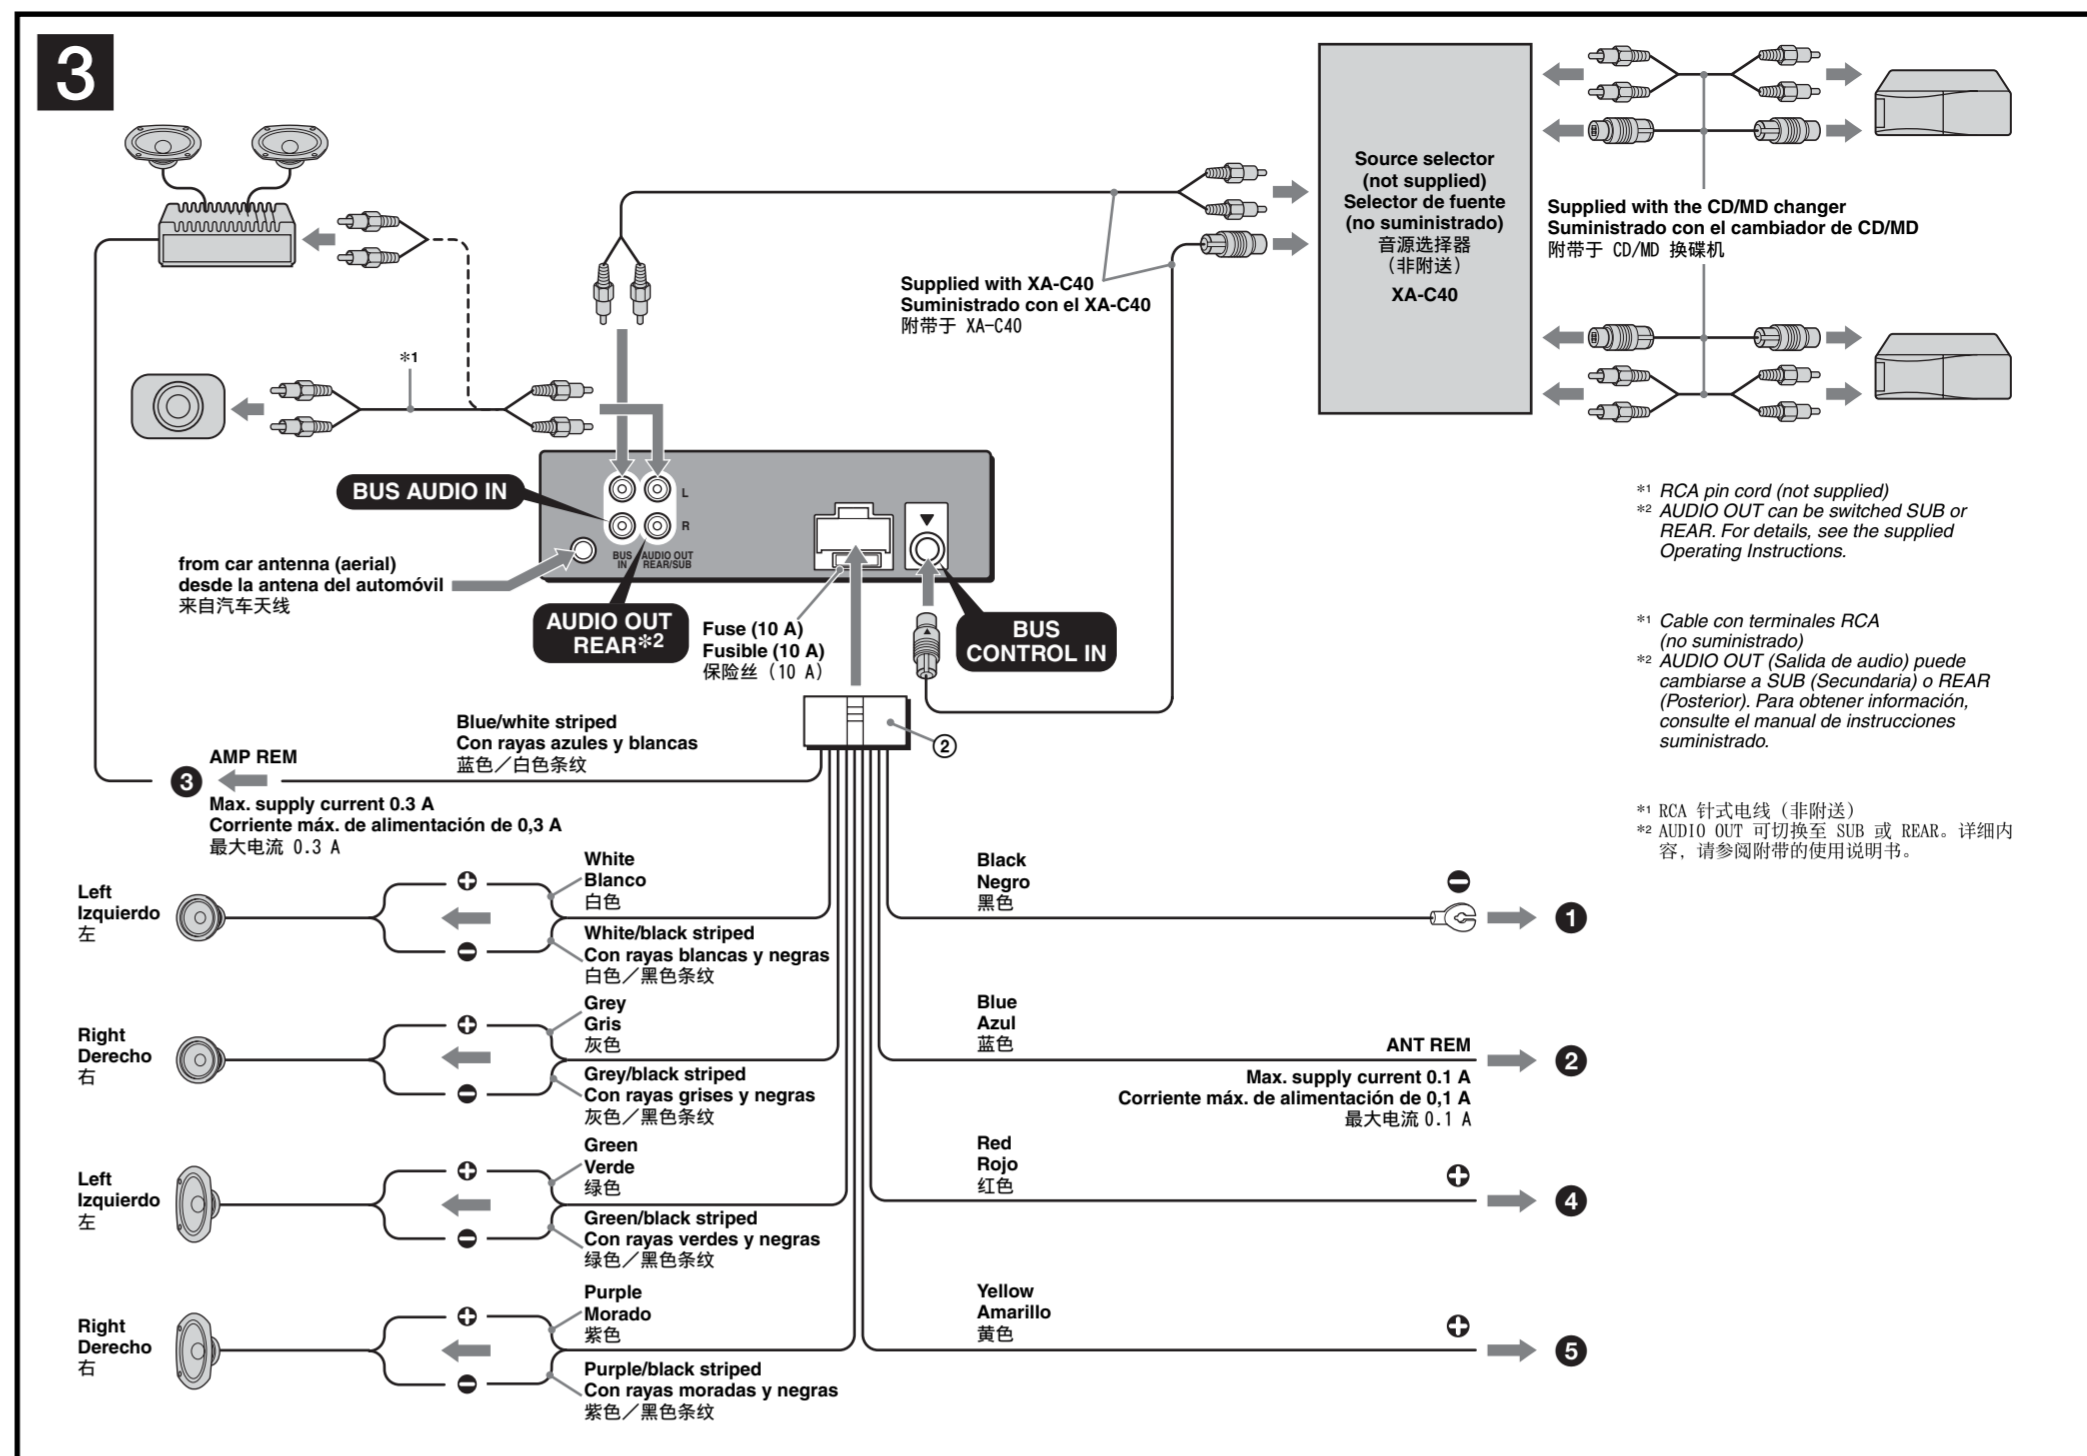 3
Source selector
(not supplied)
Selector de fuente
(no suministrado)
音源选择器
（非附送）
XA-C40
Supplied with the CD/MD changer
Suministrado con el cambiador de CD/MD
附带于 CD/MD 换碟机
Supplied with XA-C40
Suministrado con el XA-C40
附带于 XA-C40
*1
BUS AUDIO IN
L
R
BUS
IN
AUDIO OUT
REAR/SUB
from car antenna (aerial)
desde la antena del automóvil
来自汽车天线
AUDIO OUT
REAR*2
Fuse (10 A)
Fusible (10 A)
保险丝（10 A）
BUS
CONTROL IN
*1 RCA pin cord (not supplied)
*2 AUDIO OUT can be switched SUB or
REAR. For details, see the supplied
Operating Instructions.
*1 Cable con terminales RCA
(no suministrado)
*2 AUDIO OUT (Salida de audio) puede
cambiarse a SUB (Secundaria) o REAR
(Posterior). Para obtener información,
consulte el manual de instrucciones
suministrado.
*1 RCA 针式电线（非附送）
*2 AUDIO OUT 可切换至 SUB 或 REAR。详细内
容，请参阅附带的使用说明书。
②
Blue/white striped
Con rayas azules y blancas
蓝色／白色条纹
❸
AMP REM
Max. supply current 0.3 A
Corriente máx. de alimentación de 0,3 A
最大电流 0.3 A
Left
Izquierdo
左
+
−
White
Blanco
白色
White/black striped
Con rayas blancas y negras
白色／黑色条纹
Black
Negro
黑色
−
❶
Right
Derecho
右
+
−
Grey
Gris
灰色
Grey/black striped
Con rayas grises y negras
灰色／黑色条纹
Blue
Azul
蓝色
ANT REM
❷
Max. supply current 0.1 A
Corriente máx. de alimentación de 0,1 A
最大电流 0.1 A
Left
Izquierdo
左
+
−
Green
Verde
绿色
Green/black striped
Con rayas verdes y negras
绿色／黑色条纹
Red
Rojo
红色
+
❹
Right
Derecho
右
+
−
Purple
Morado
紫色
Purple/black striped
Con rayas moradas y negras
紫色／黑色条纹
Yellow
Amarillo
黄色
+
❺